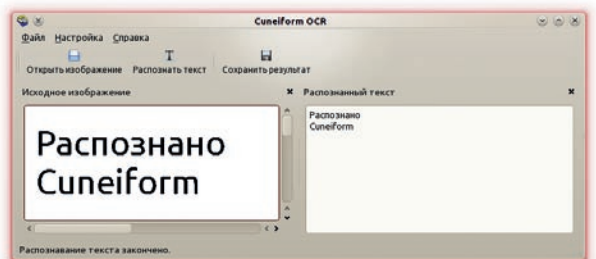 Cuneiform OCR
Файл Настройка Справка
Открыть изображение Распознать текст Сохранить результат
Исходное изображение
Распознанный текст
Распознано
Cuneiform
Распознано
Cuneiform
Распознавание текста закончено.